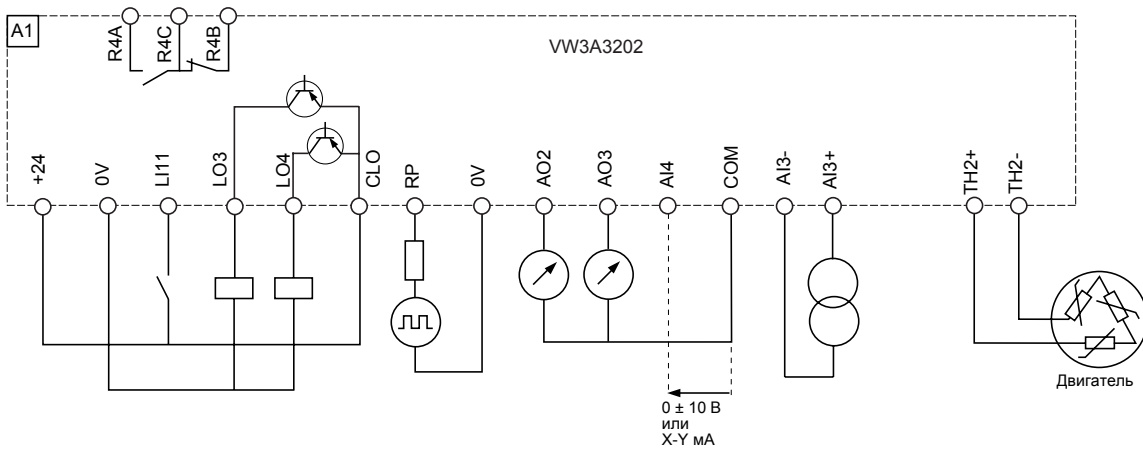 A1
R4A
R4C
R4B
VW3A3202
+24
0V
LI11
LO3
LO4
CLO
RP
0V
AO2
AO3
AI4
COM
AI3-
AI3+
TH2+
TH2-
0 ± 10 В
или
X-Y мА
Двигатель